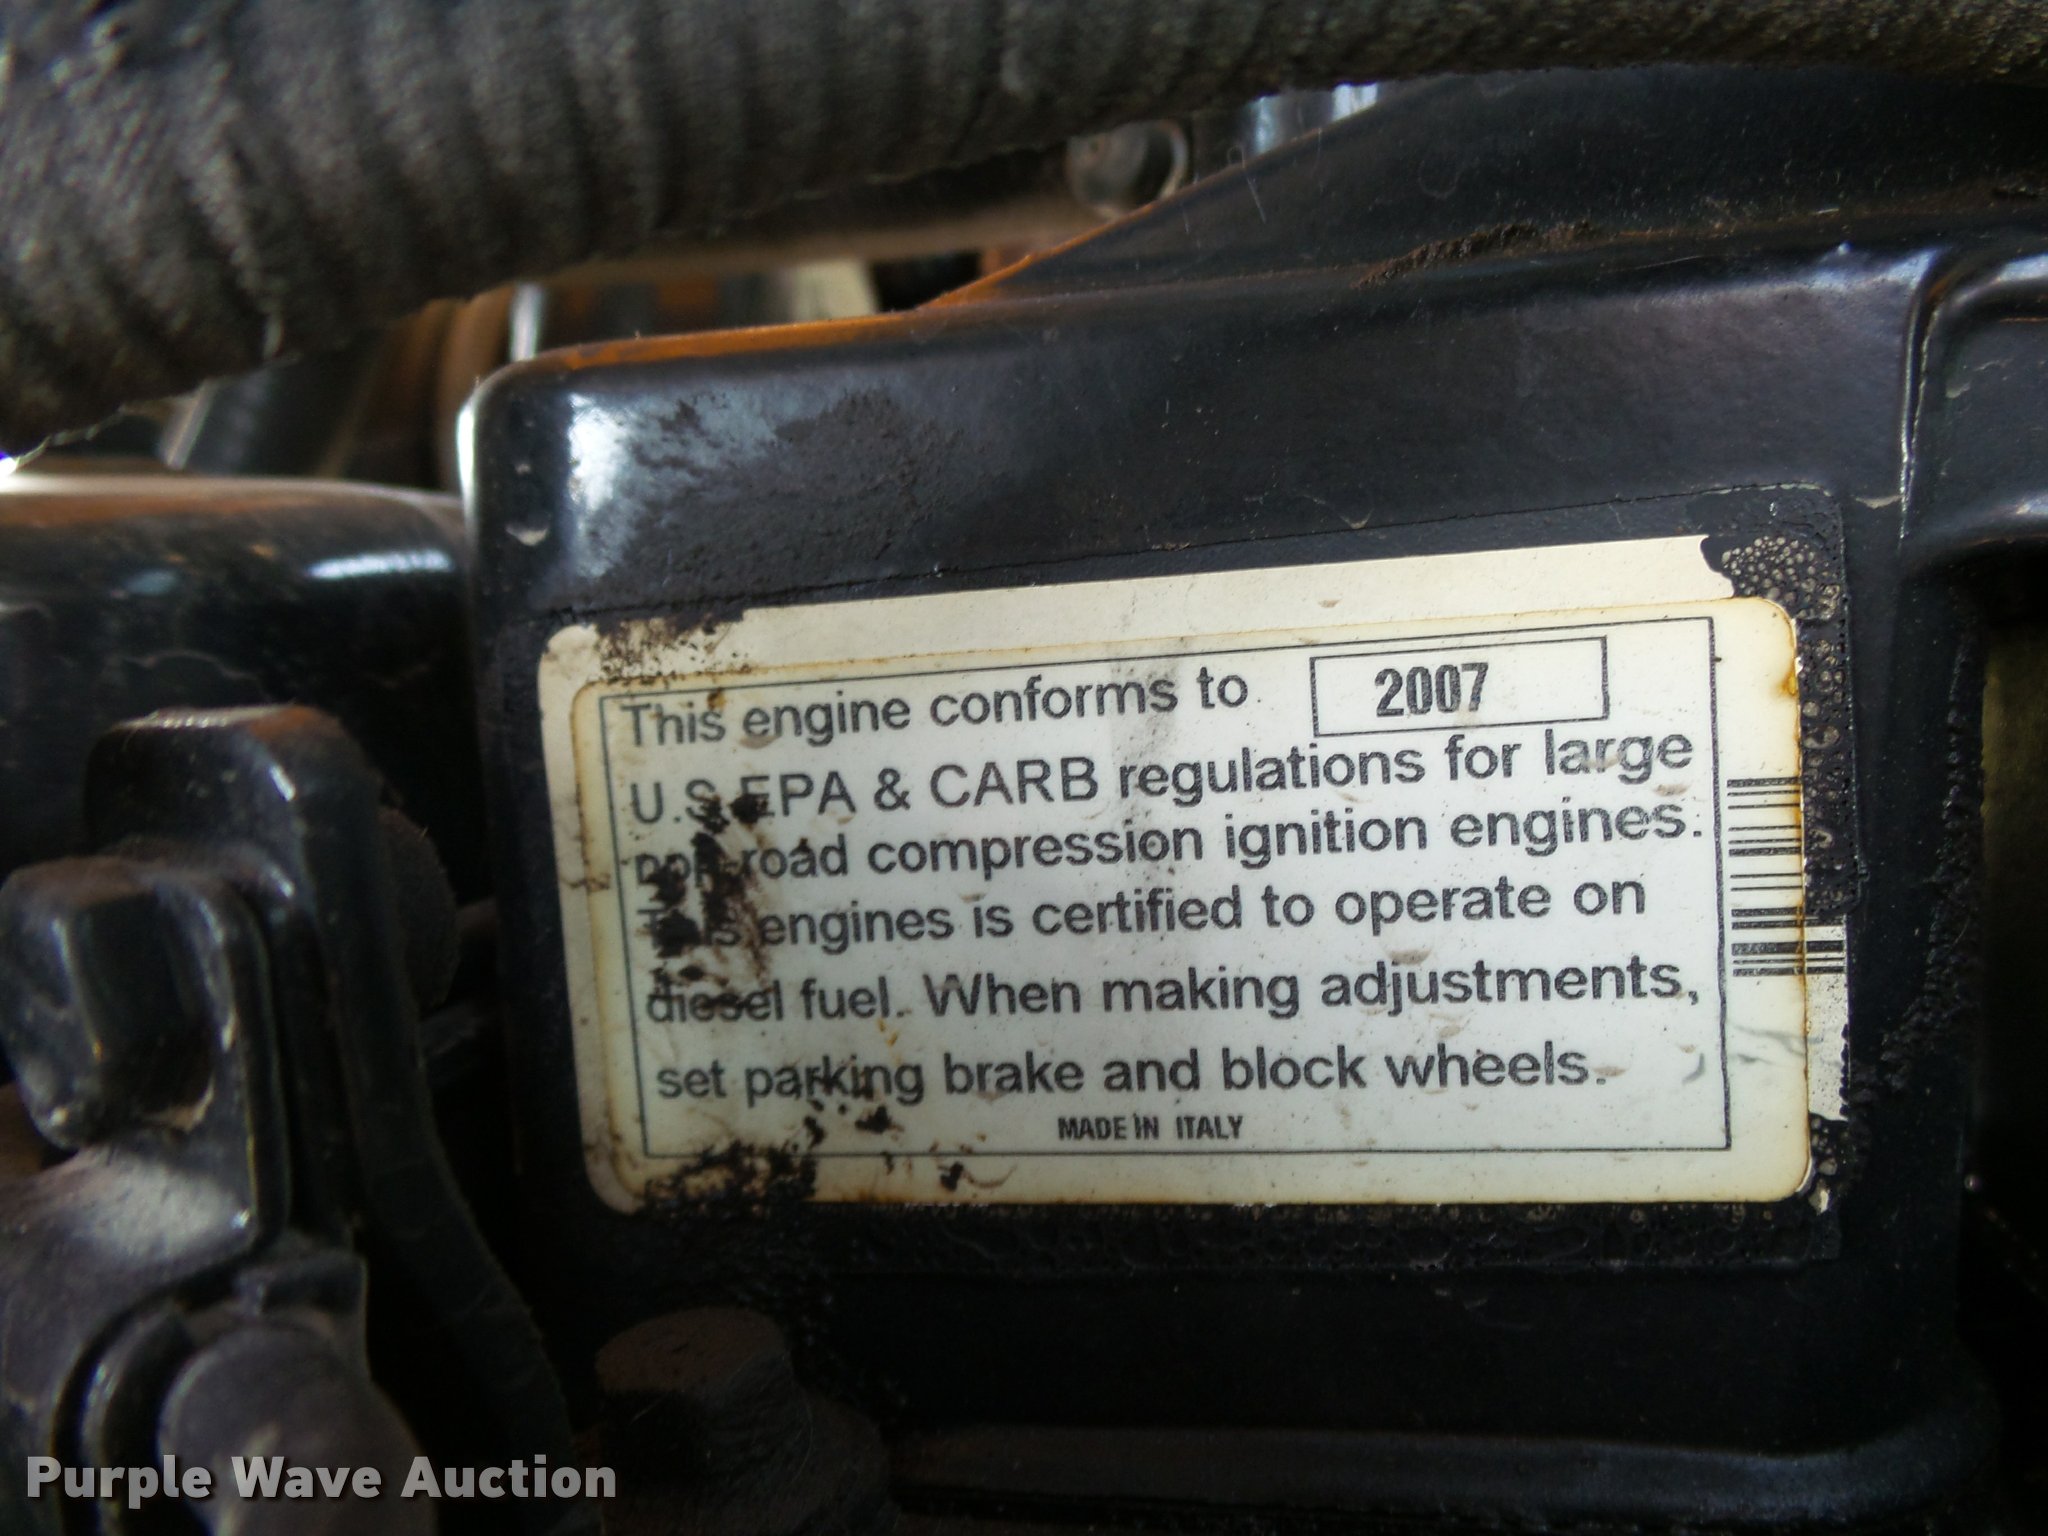 This engine conforms to 2007
U.S.EPA & CARB regulations for large
non-road compression ignition engines.
this engines is certified to operate on
diesel fuel. When making adjustments,
set parking brake and block wheels.
MADE IN ITALY
Purple Wave Auction